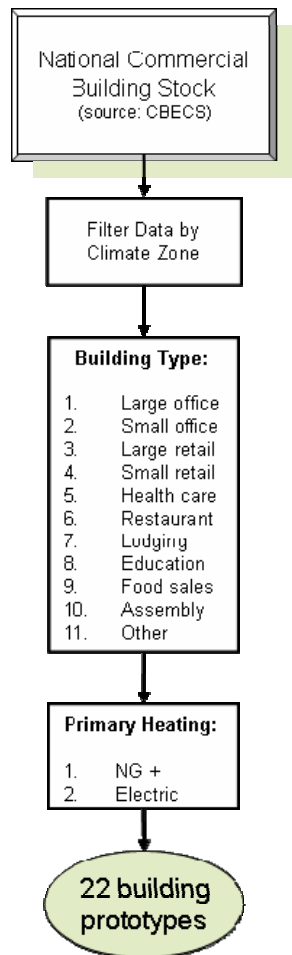 National Commercial
Building Stock
(source: CBECS)
Filter Data by
Climate Zone
Building Type:
1. Large office
2. Small office
3. Large retail
4. Small retail
5. Health care
6. Restaurant
7. Lodging
8. Education
9. Food sales
10. Assembly
11. Other
Primary Heating:
1. NG +
2. Electric
22 building
prototypes